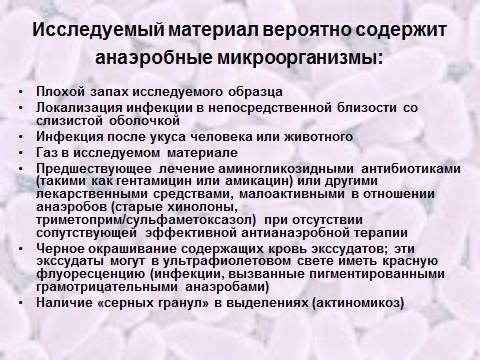 Исследуемый материал вероятно содержит
анаэробные микроорганизмы:
• Плохой запах исследуемого образца
• Локализация инфекции в непосредственной близости со
слизистой оболочкой
• Инфекция после укуса человека или животного
• Газ в исследуемом материале
• Предшествующее лечение аминогликозидными антибиотиками
(такими как гентамицин или амикацин) или другими
лекарственными средствами, малоактивными в отношении
анаэробов (старые хинолоны,
триметоприм/сульфаметоксазол) при отсутствии
сопутствующей эффективной антианаэробной терапии
• Черное окрашивание содержащих кровь экссудатов; эти
экссудаты могут в ультрафиолетовом свете иметь красную
флуоресценцию (инфекции, вызванные пигментированными
грамотрицательными анаэробами)
• Наличие «серных гранул» в выделениях (актиномикоз)